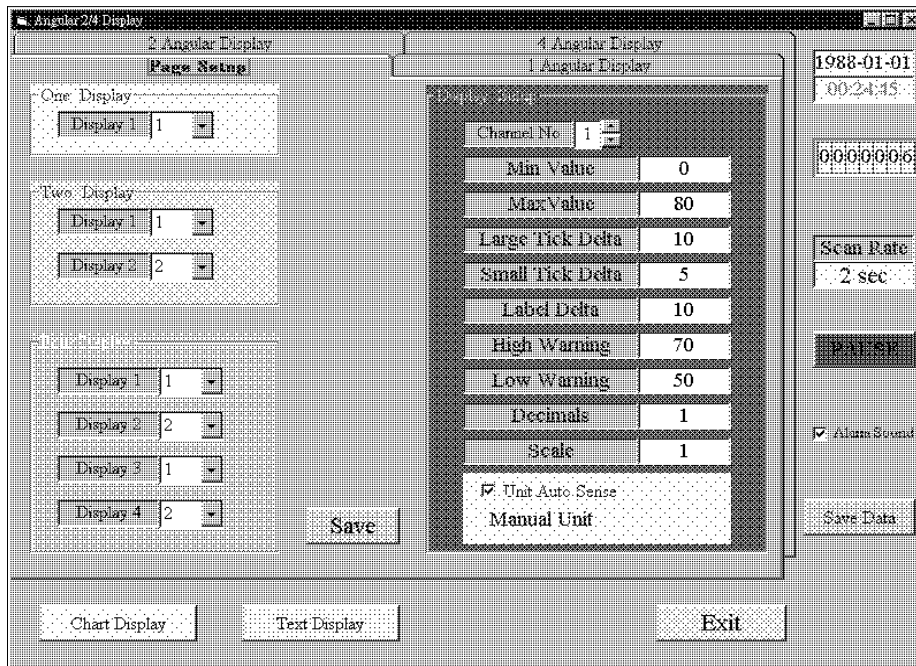 Angular 2/4 Display
2 Angular Display
4 Angular Display
Page Setup
1 Angular Display
One Display
Display 1 1
Two Display
Display 1 1
Display 2 2
Display 1 1
Display 2 2
Display 3 1
Display 4 2
Save
Channel No 1
Min Value 0
MaxValue 80
Large Tick Delta 10
Small Tick Delta 5
Label Delta 10
High Warning 70
Low Warning 50
Decimals 1
Scale 1
Unit Auto Sense
Manual Unit
1988-01-01
00:24:45
0000006
Scan Rate
2 sec
PAUSE
Alarm Sound
Save Data
Chart Display
Text Display
Exit